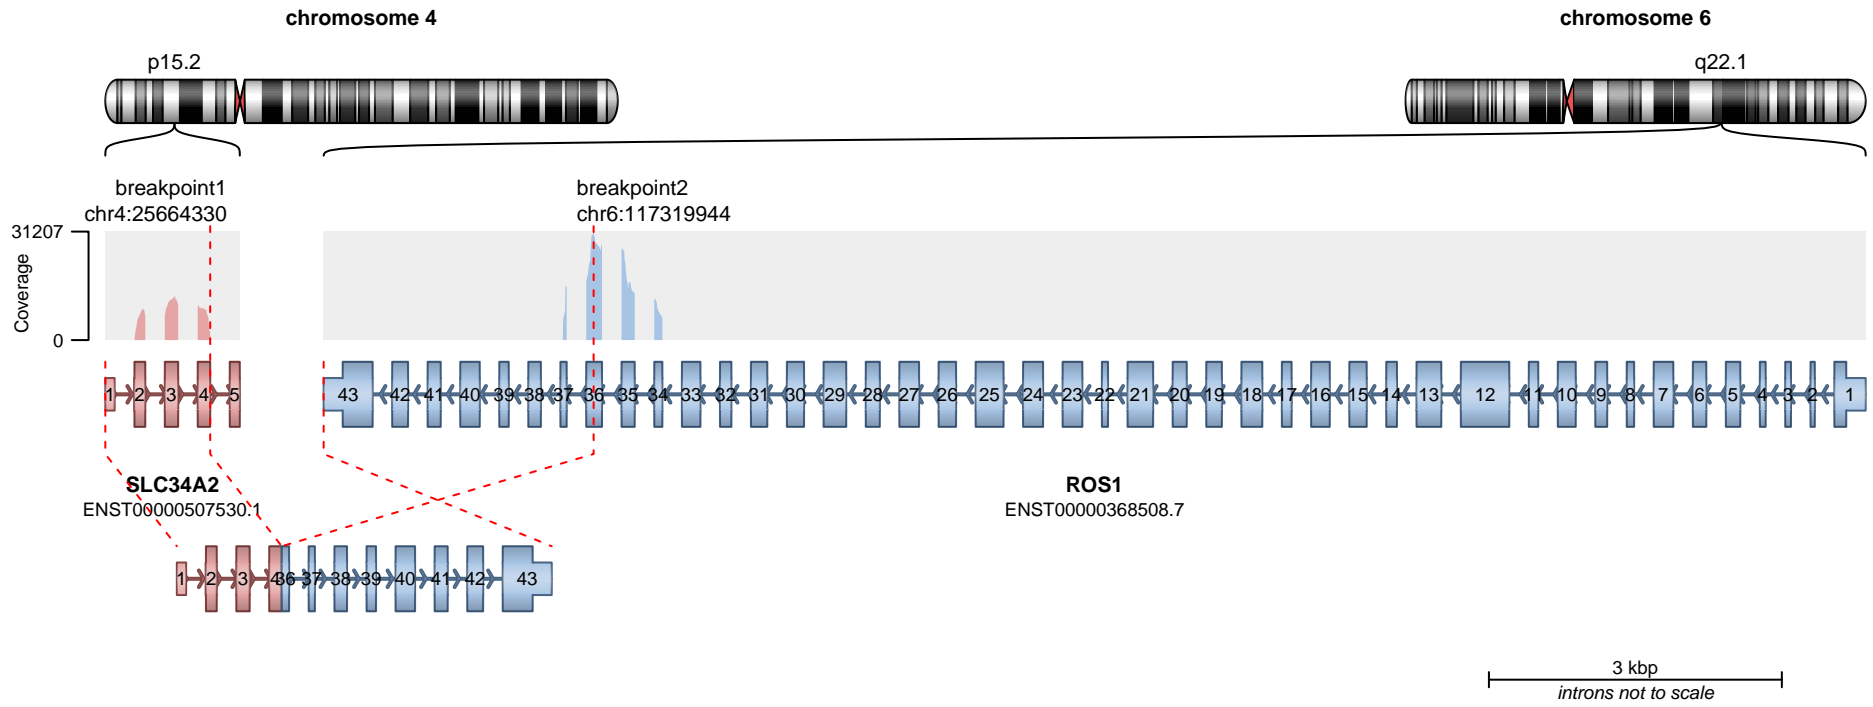 chromosome 4
chromosome 6
p15.2
q22.1
breakpoint1
chr4:25664330
breakpoint2
chr6:117319944
31207
Coverage
0
1 2 3 4 5
43 42 41 40 39 38 37 36 35 34 33 32 31 30 29 28 27 26 25 24 23 22 21 20 19 18 17 16 15 14 13 12 11 10 9 8 7 6 5 4 3 2 1
SLC34A2
ENST00000507530.1
ROS1
ENST00000368508.7
1 2 3 4 36 37 38 39 40 41 42 43
3 kbp
introns not to scale